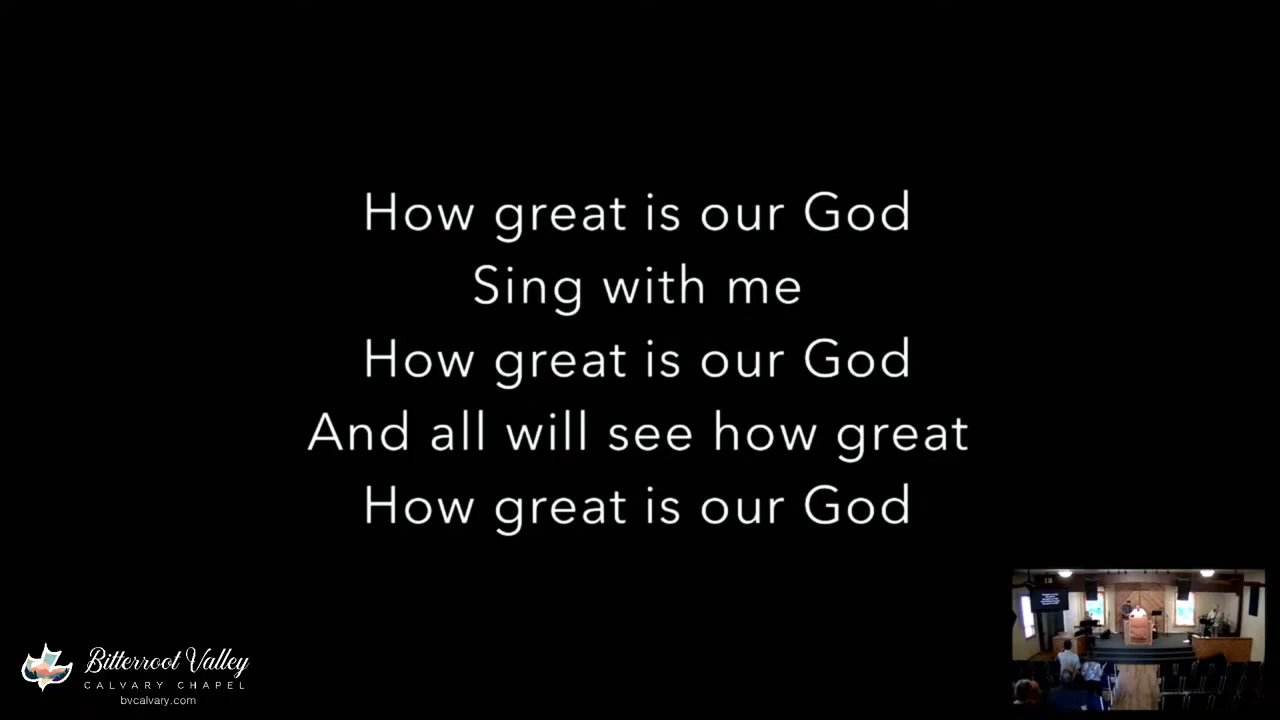 How great is our God
Sing with me
How great is our God
And all will see how great
How great is our God
Bitterroot Valley
CALVARY CHAPEL
bvcalvary.com